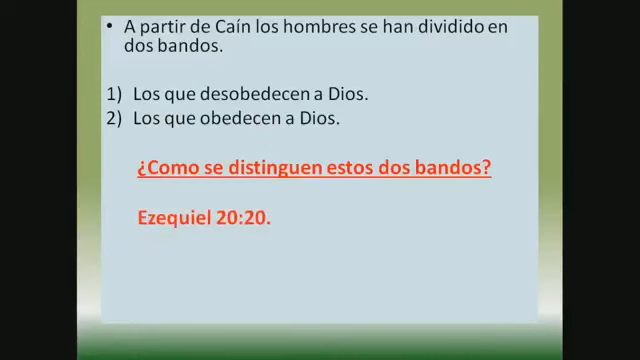 • A partir de Caín los hombres se han dividido en
dos bandos.
1) Los que desobedecen a Dios.
2) Los que obedecen a Dios.
¿Como se distinguen estos dos bandos?
Ezequiel 20:20.